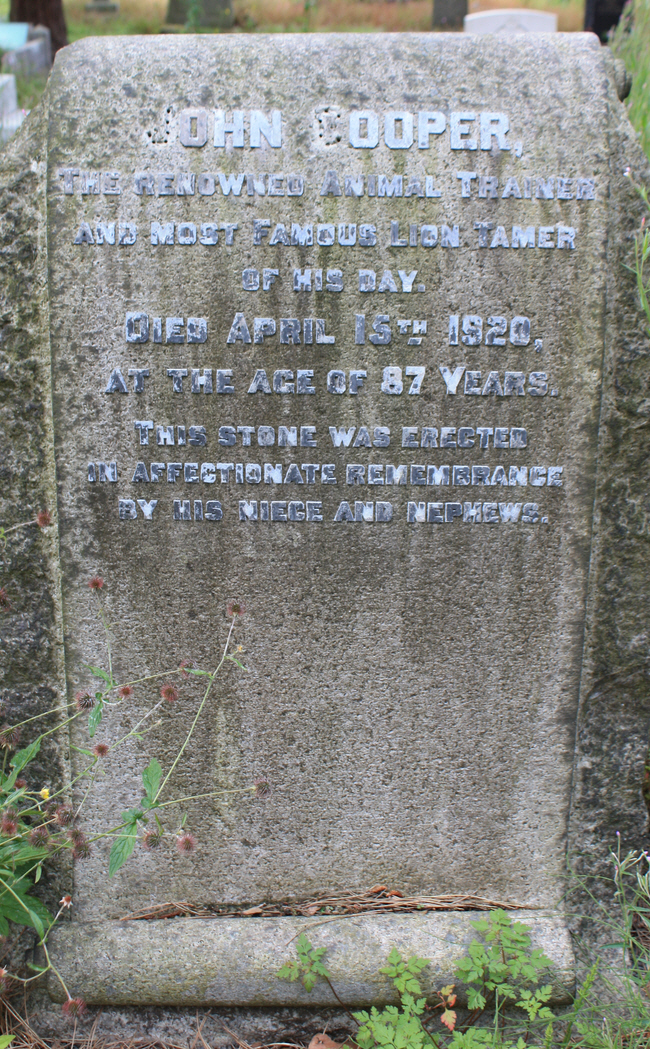 JOHN COOPER,
THE RENOWNED ANIMAL TRAINER
AND MOST FAMOUS LION TAMER
OF HIS DAY.
DIED APRIL 15TH 1920,
AT THE AGE OF 87 YEARS.
THIS STONE WAS ERECTED
IN AFFECTIONATE REMEMBRANCE
BY HIS NIECE AND NEPHEWS.